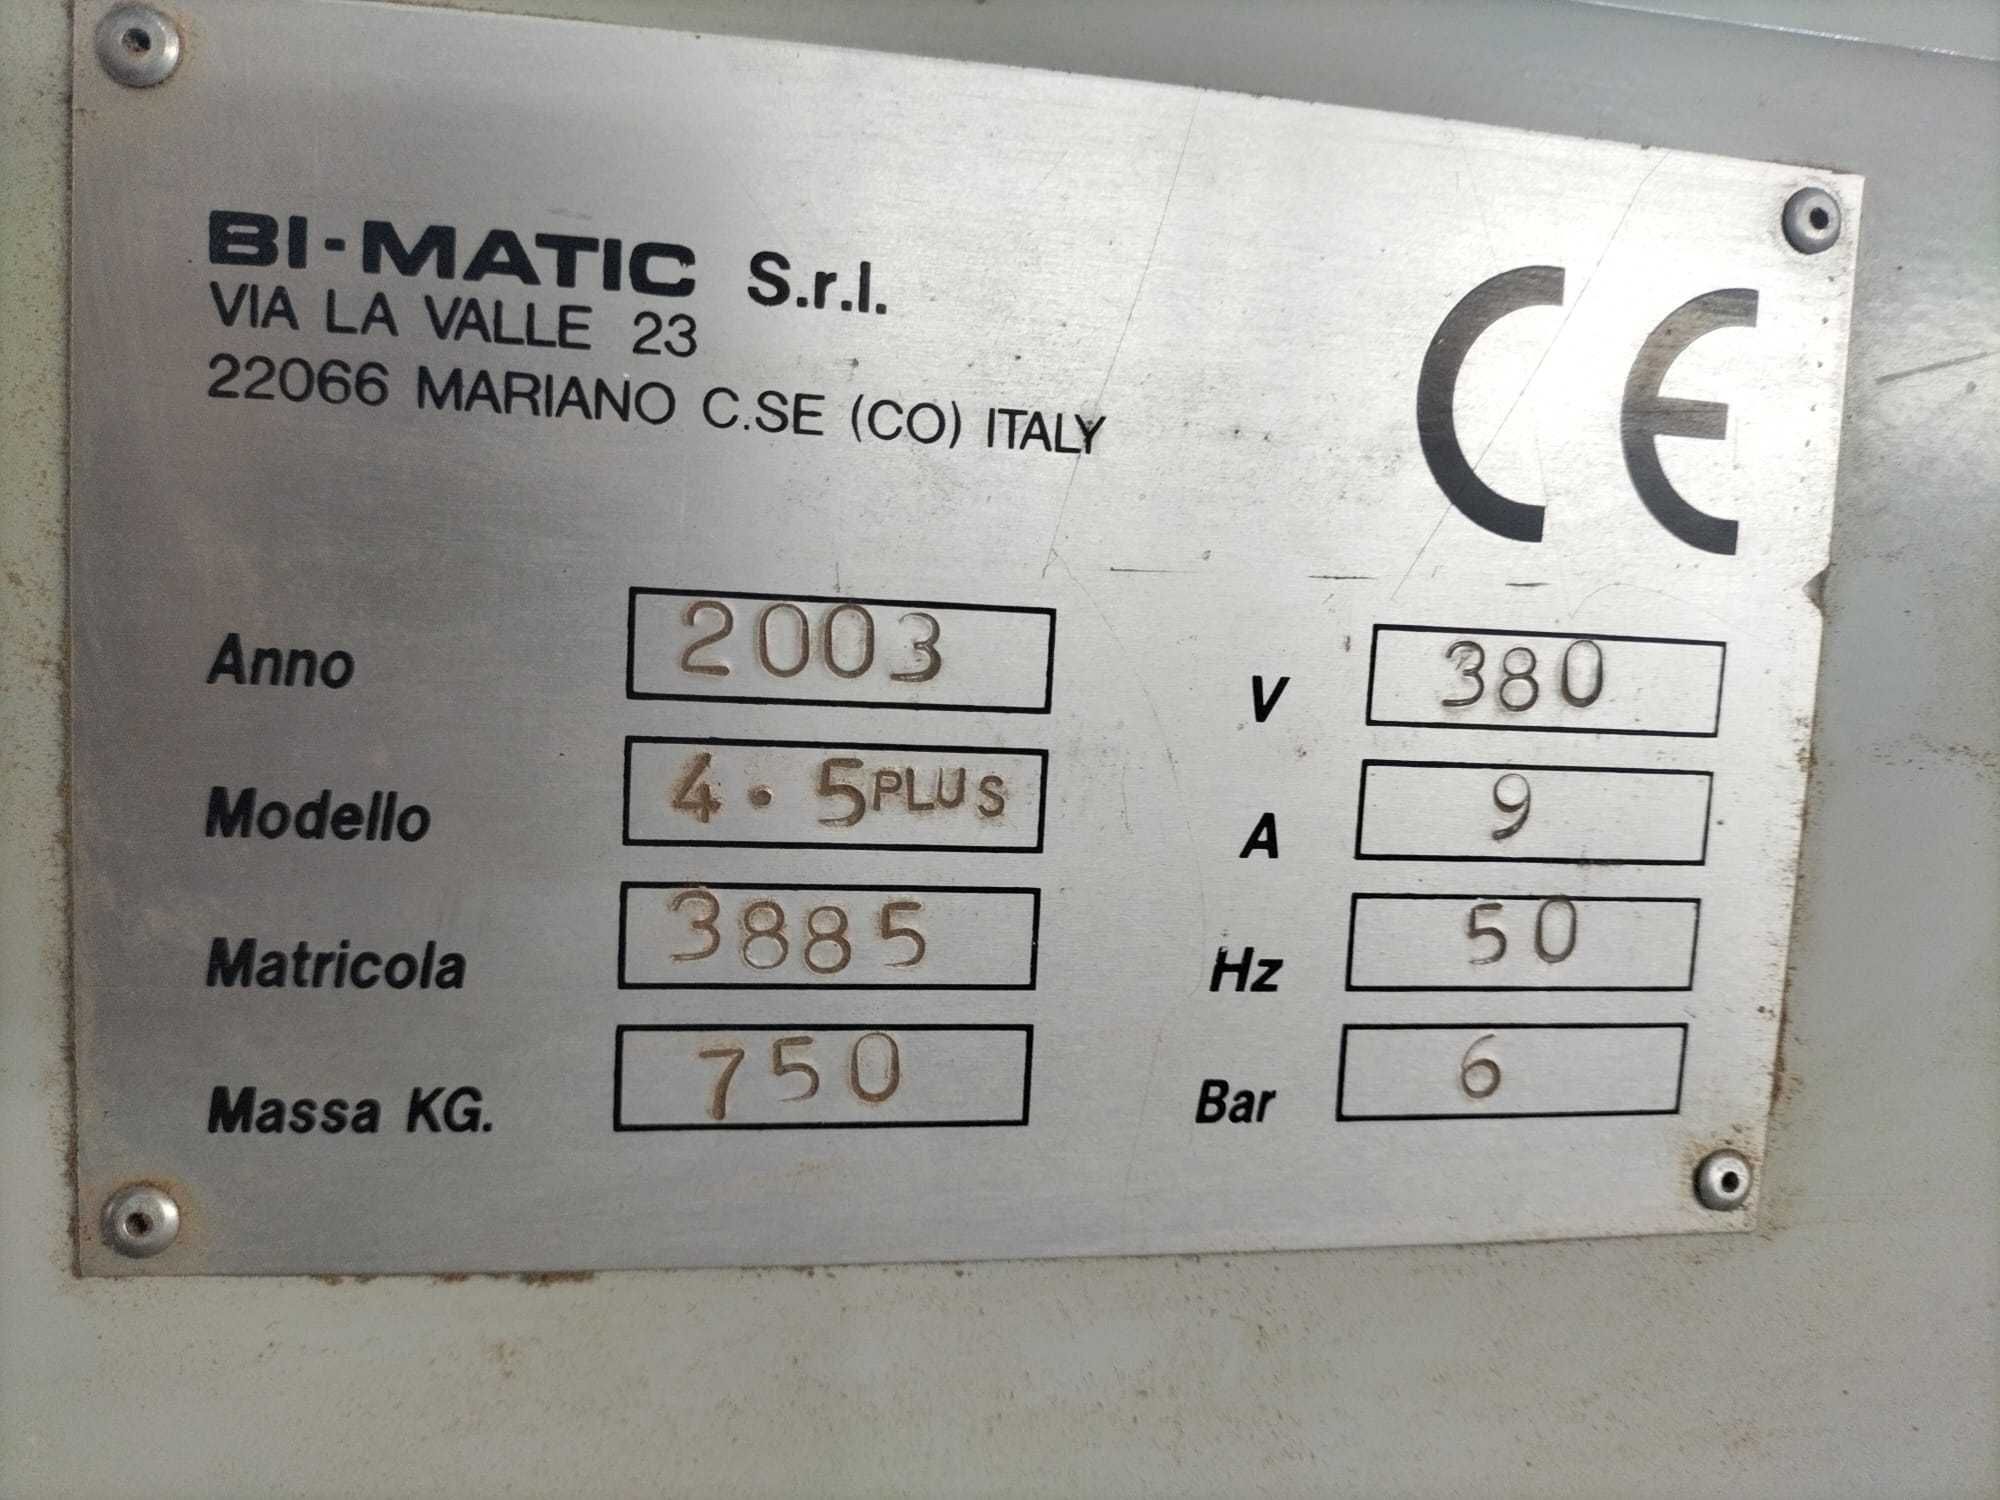 BI-MATIC S.r.l.
VIA LA VALLE 23
22066 MARIANO C.SE (CO) ITALY
CE
Anno 2003
Modello 4.5PLUS
Matricola 3885
Massa KG. 750
V 380
A 9
Hz 50
Bar 6